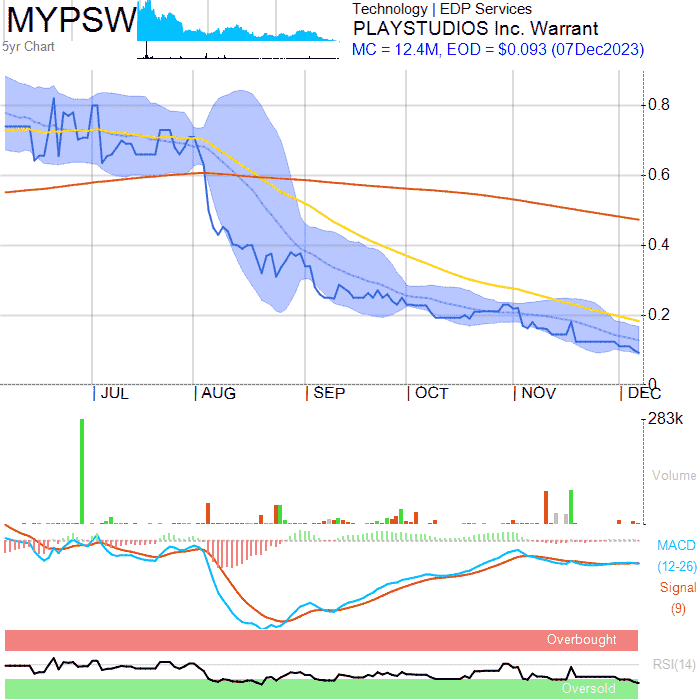 MYPSW
5yr Chart
Technology | EDP Services
PLAYSTUDIOS Inc. Warrant
MC = 12.4M, EOD = $0.093 (07Dec2023)
0.8
0.6
0.4
0.2
0
JUL AUG SEP OCT NOV DEC
283k
Volume
MACD
(12-26)
Signal
(9)
Overbought
RSI(14)
Oversold